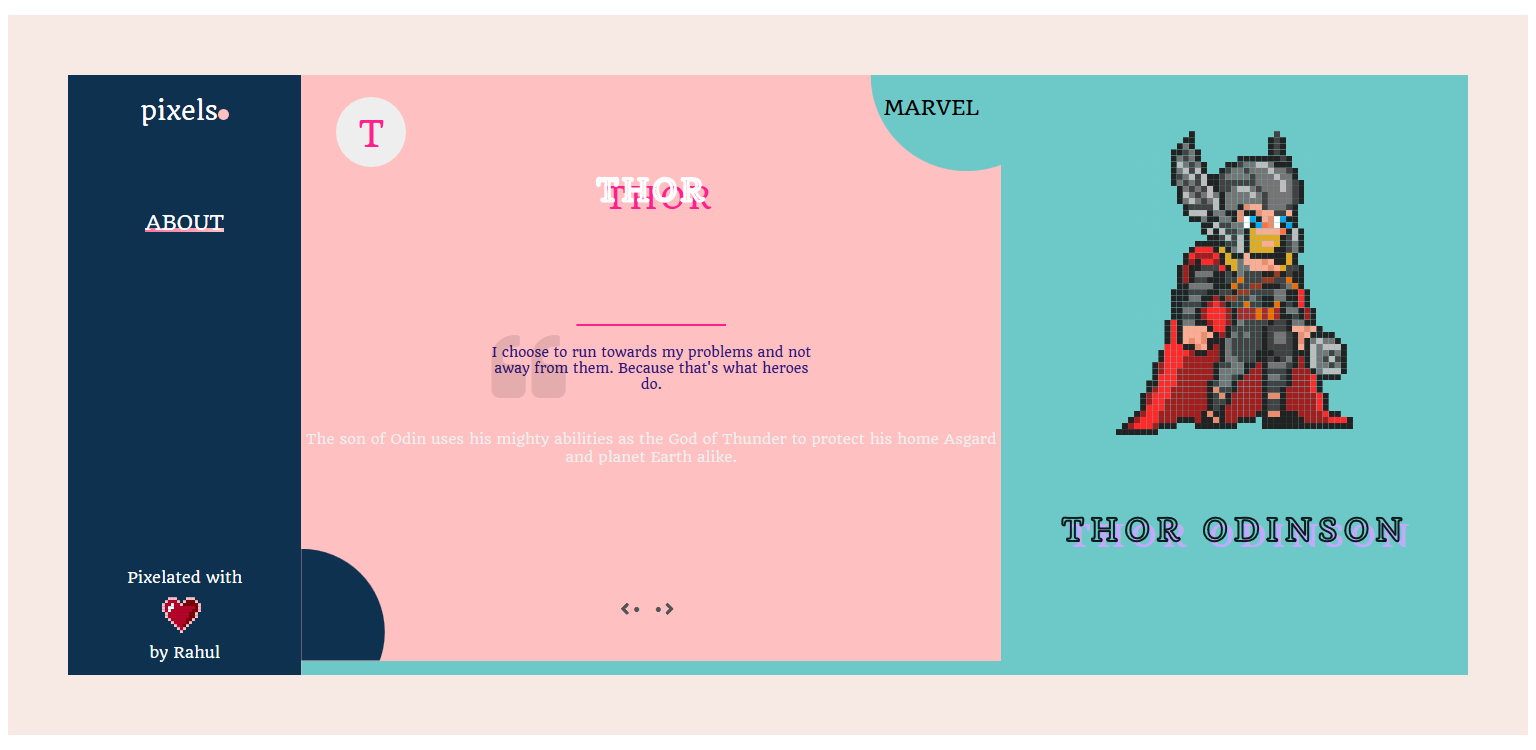 pixels
ABOUT
Pixelated with
by Rahul
T
MARVEL
THOR
I choose to run towards my problems and not
away from them. Because that's what heroes
do.
The son of Odin uses his mighty abilities as the God of Thunder to protect his home Asgard
and planet Earth alike.
THOR ODINSON